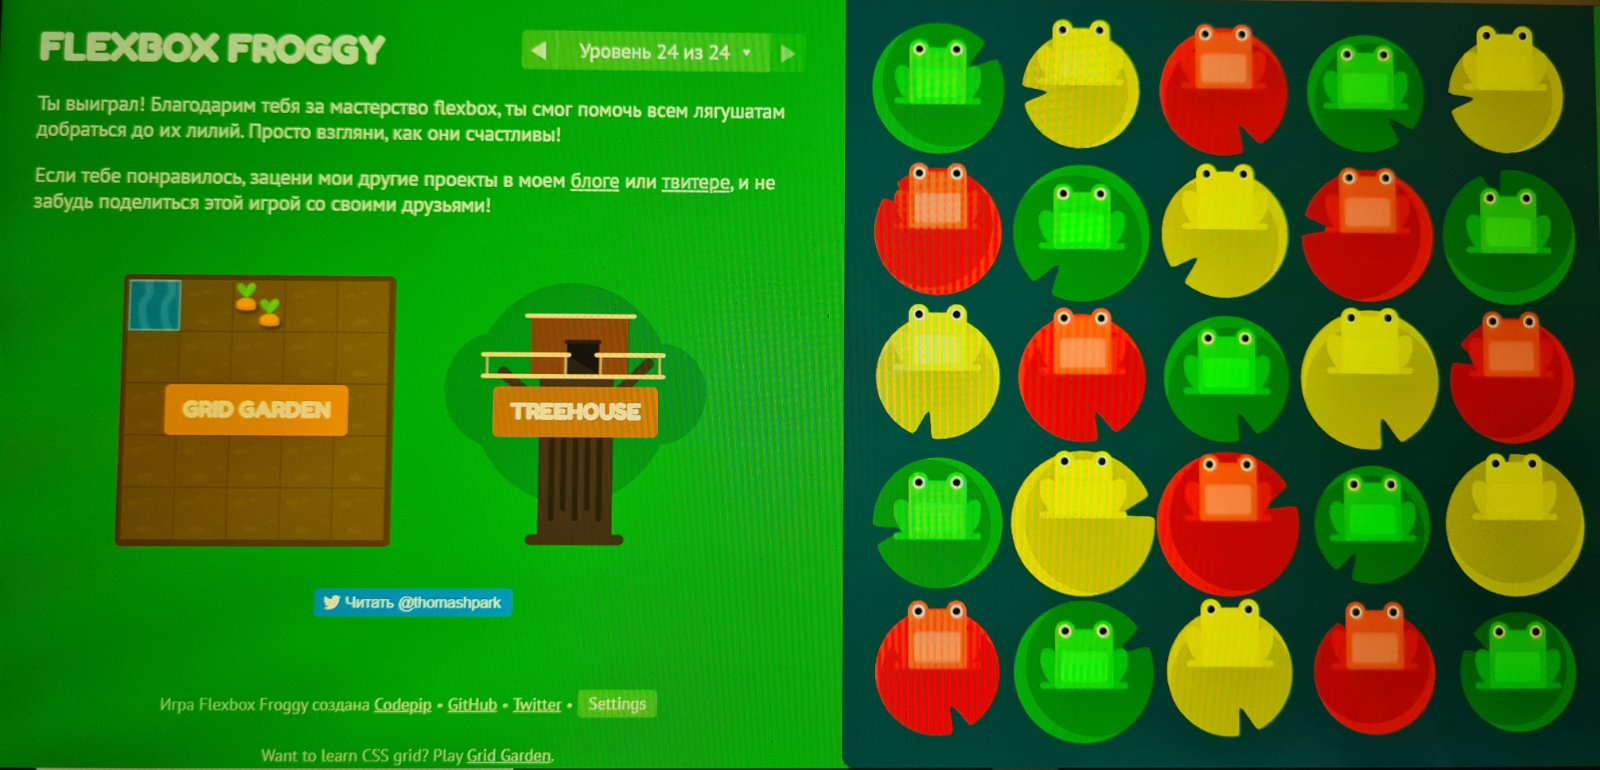 FLEXBOX FROGGY
Уровень 24 из 24
Ты выиграл! Благодарим тебя за мастерство flexbox, ты смог помочь всем лягушатам
добраться до их лилий. Просто взгляни, как они счастливы!
Если тебе понравилось, зацени мои другие проекты в моем блоге или твитере, и не
забудь поделиться этой игрой со своими друзьями!
GRID GARDEN
TREEHOUSE
Читать @thomashpark
Игра Flexbox Froggy создана Codepip • GitHub • Twitter • Settings
Want to learn CSS grid? Play Grid Garden.